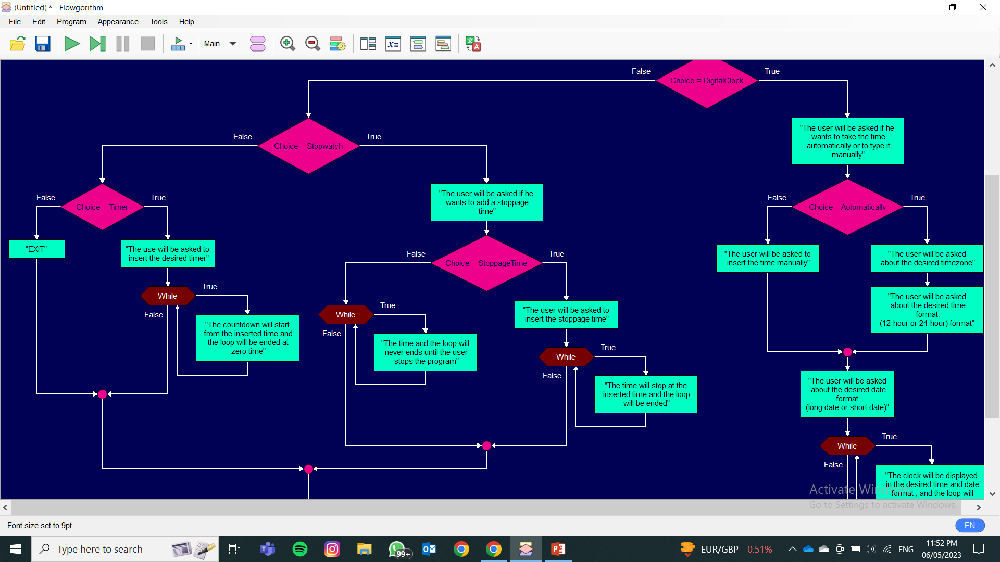 (Untitled) * - Flowgorithm
File Edit Program Appearance Tools Help
Main
x=
False
Choice = DigitalClock
True
"The user will be asked if he
wants to take the time
automatically or to type it
manually"
False
Choice = Stopwatch
True
False
Choice = Timer
True
"The user will be asked if he
wants to add a stoppage
time"
False
Choice = Automatically
True
"EXIT"
"The use will be asked to
insert the desired timer"
False
Choice = StoppageTime
True
"The user will be asked to
insert the time manually"
"The user will be asked
about the desired timezone"
While
True
False
"The countdown will start
from the inserted time and
the loop will be ended at
zero time"
While
True
False
"The time and the loop will
never ends until the user
stops the program"
"The user will be asked to
insert the stoppage time"
While
True
False
"The time will stop at the
inserted time and the loop
will be ended"
"The user will be asked
about the desired time
format.
(12-hour or 24-hour) format"
"The user will be asked
about the desired date
format.
(long date or short date)"
While
True
False
"The clock will be displayed
in the desired time and date
format , and the loop will
Activate Windows
Go to Settings to activate Windows.
Font size set to 9pt.
EN
Type here to search
99+
EUR/GBP -0.51%
ENG
11:52 PM
06/05/2023